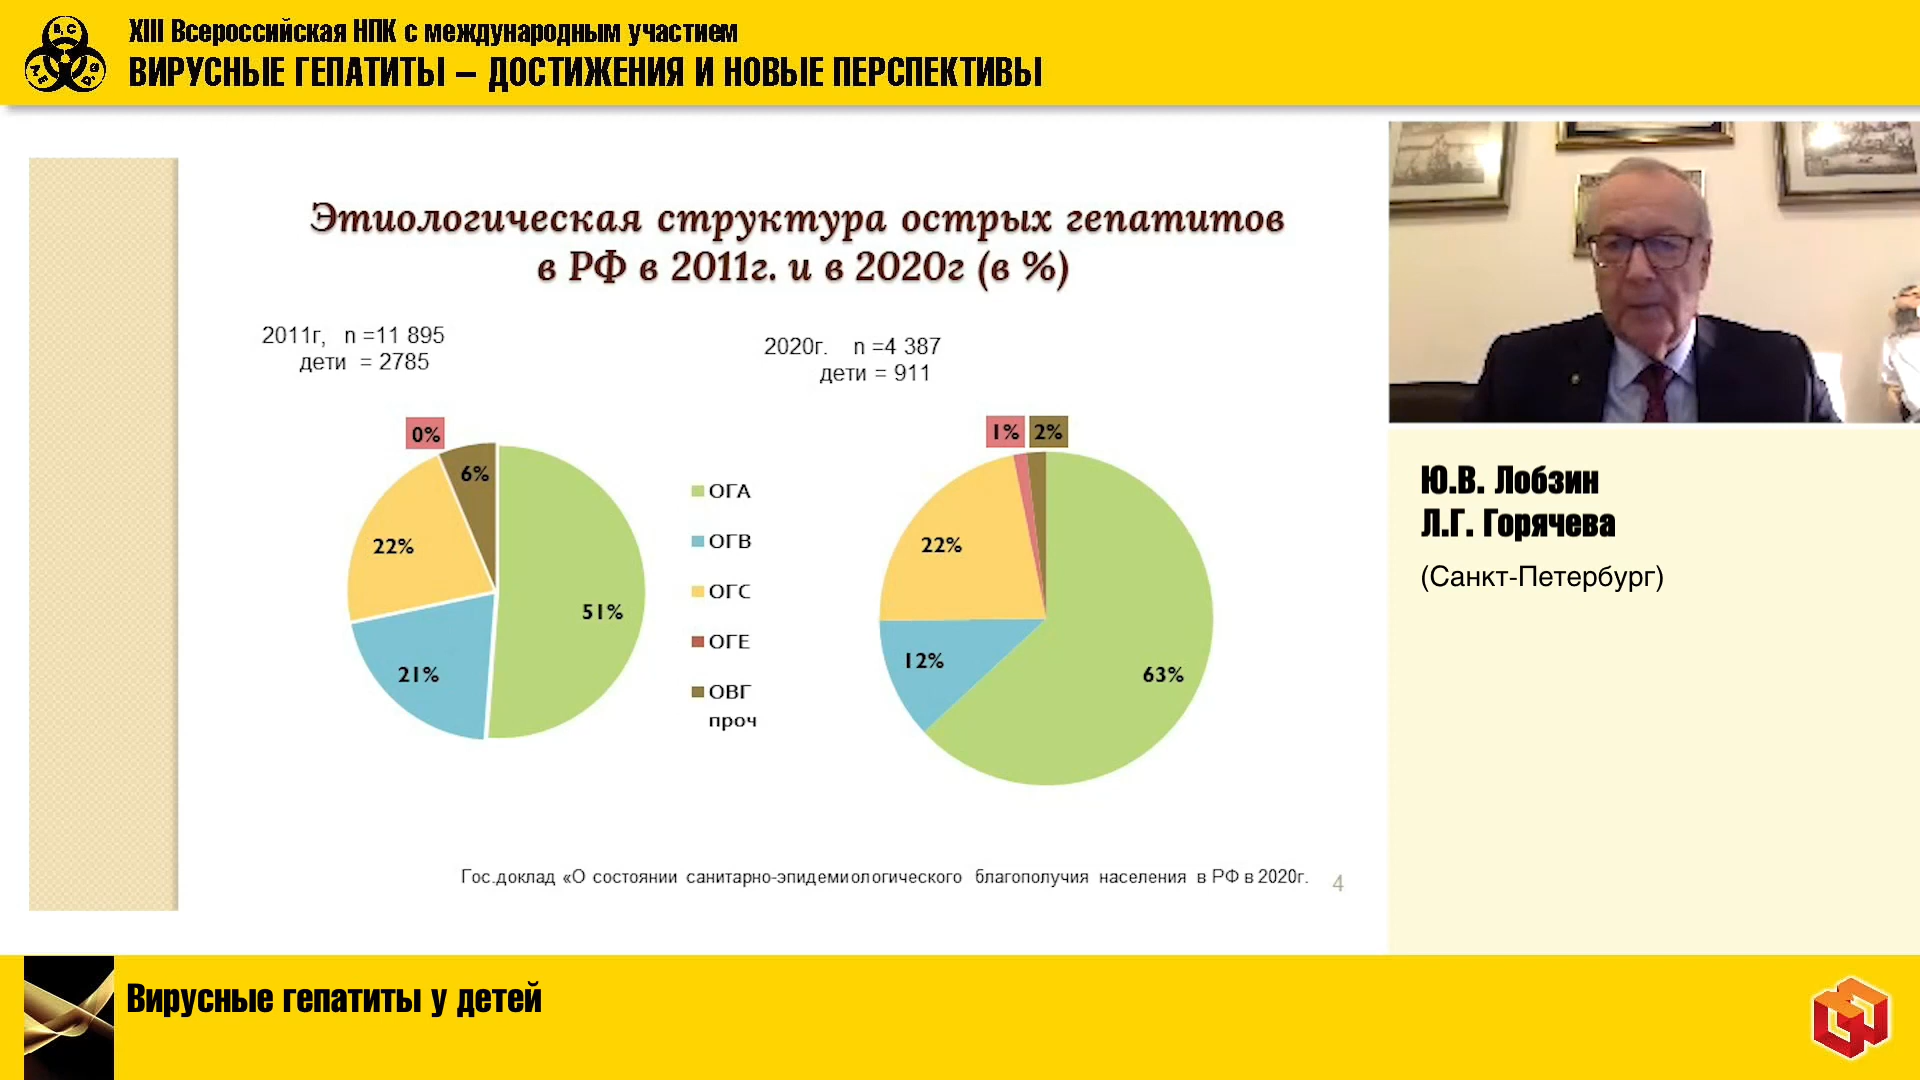 XIII Всероссийская НПК с международным участием
ВИРУСНЫЕ ГЕПАТИТЫ – ДОСТИЖЕНИЯ И НОВЫЕ ПЕРСПЕКТИВЫ
Этиологическая структура острых гепатитов
в РФ в 2011г. и в 2020г (в %)
2011г, n =11 895
дети = 2785
2020г. n =4 387
дети = 911
0%
6%
22%
51%
21%
ОГА
ОГВ
ОГС
ОГЕ
ОВГ
проч
1% 2%
22%
12%
63%
Гос.доклад «О состоянии санитарно-эпидемиологического благополучия населения в РФ в 2020г.
4
Ю.В. Лобзин
Л.Г. Горячева
(Санкт-Петербург)
Вирусные гепатиты у детей